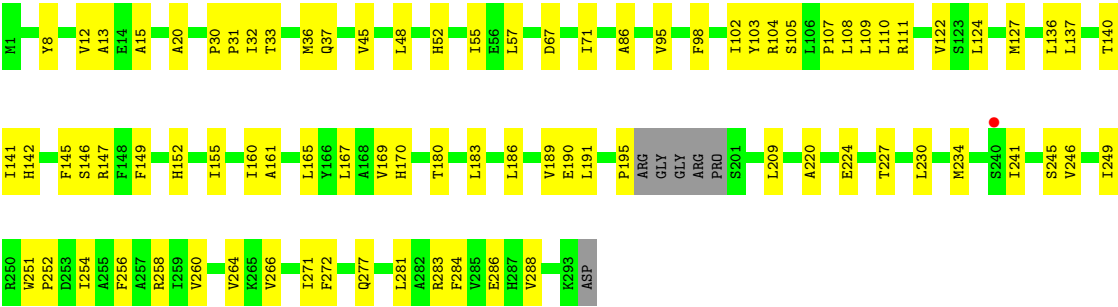 M1 Y8 V12 A13 E14 A15 A20 P30 P31 I32 T33 M36 Q37 V45 L48 H52 I55 E56 L57 D67 I71 A86 V95 F98 I102 Y103 R104 S105 L106 P107 L108 L109 L110 R111 V122 S123 L124 M127 L136 L137 T140
I141 H142 F145 S146 R147 F148 F149 H152 I155 I160 A161 L165 Y166 L167 A168 V169 H170 T180 L183 L186 V189 E190 L191 P195 ARG GLY GLY ARG PRO S201 L209 A220 E224 T227 L230 M234 S240 I241 S245 V246 I249
R250 W251 P252 D253 I254 A255 F256 A257 R258 I259 V260 V264 K265 V266 I271 F272 Q277 L281 A282 R283 F284 V285 E286 H287 V288 K293 ASP